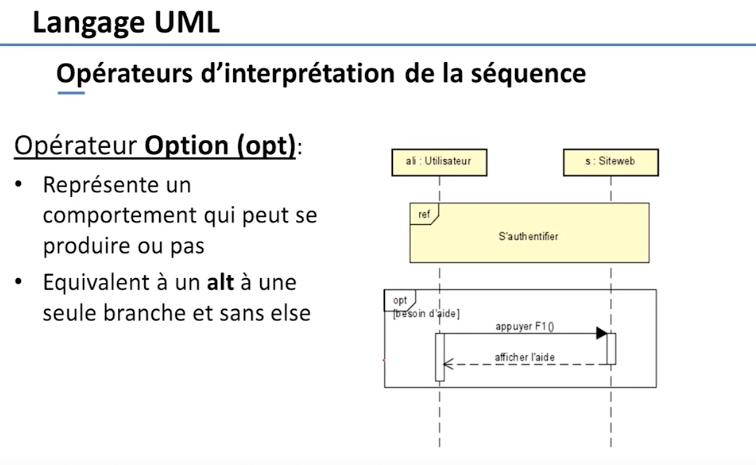 Langage UML
Opérateurs d'interprétation de la séquence
Opérateur Option (opt):
• Représente un
comportement qui peut se
produire ou pas
• Equivalent à un alt à une
seule branche et sans else
ali : Utilisateur
s : Siteweb
ref
S'authentifier
opt
[besoin d'aide]
appuyer F1()
afficher l'aide